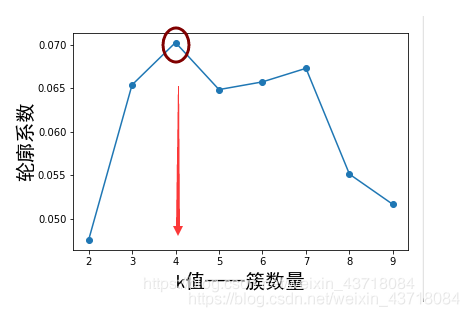 0.070
0.065
0.060
0.055
0.050
轮廓系数
2 3 4 5 6 7 8 9
k值——簇数量
https://blog.csdn.net/weixin_43718084
https://blog.csdn.net/weixin_43718084